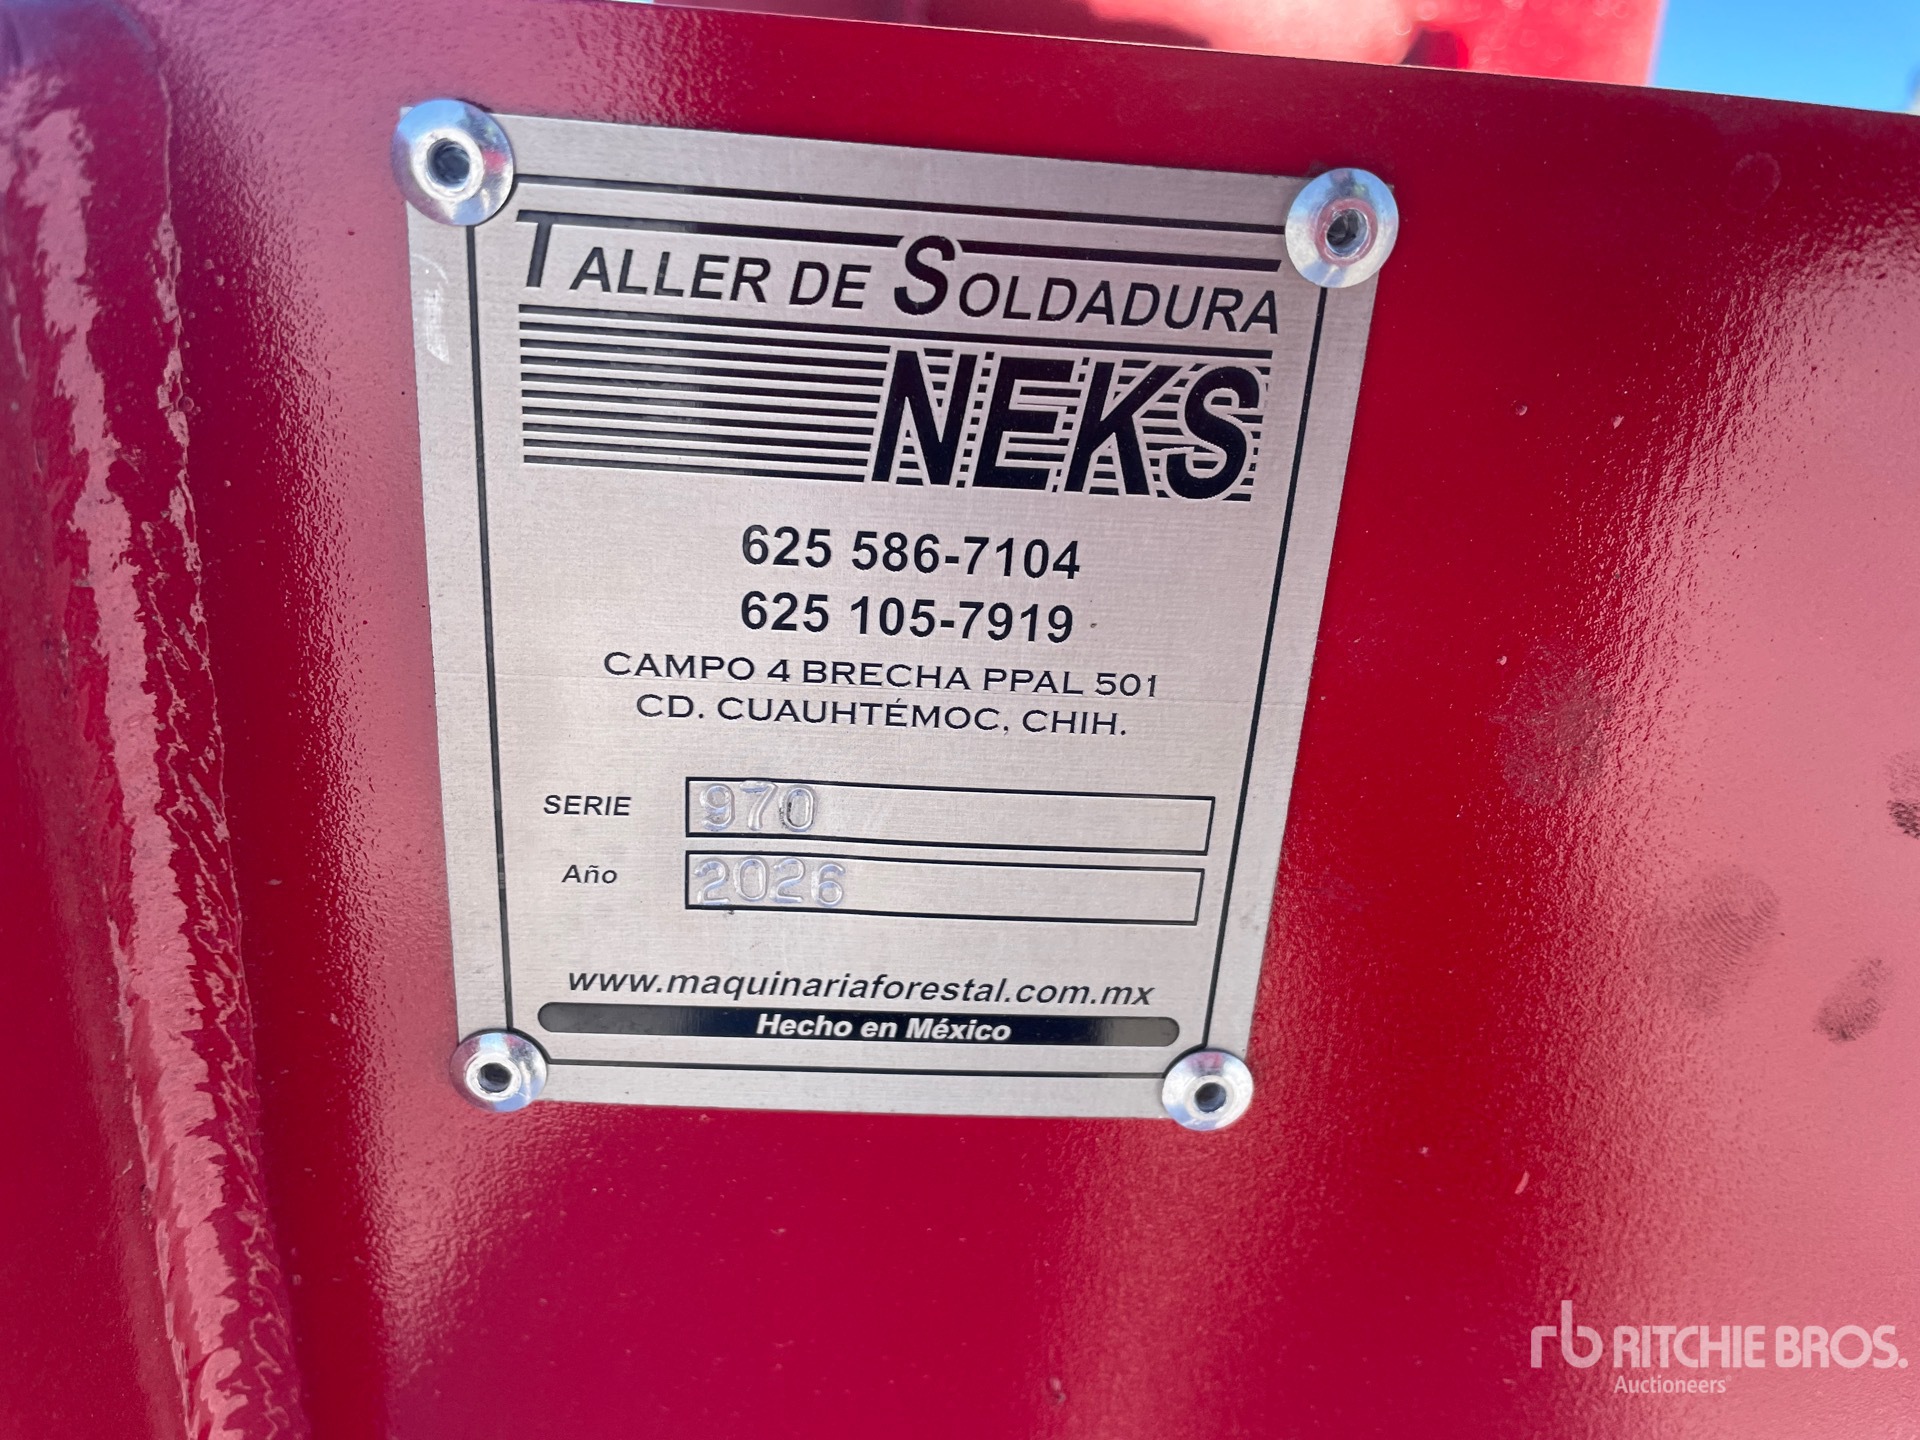 TALLER DE SOLDADURA
NEKS
625 586-7104
625 105-7919
CAMPO 4 BRECHA PPAL 501
CD. CUAUHTÉMOC, CHIH.
SERIE 970
Año 2026
www.maquinariaforestal.com.mx
Hecho en México
rb RITCHIE BROS.
Auctioneers